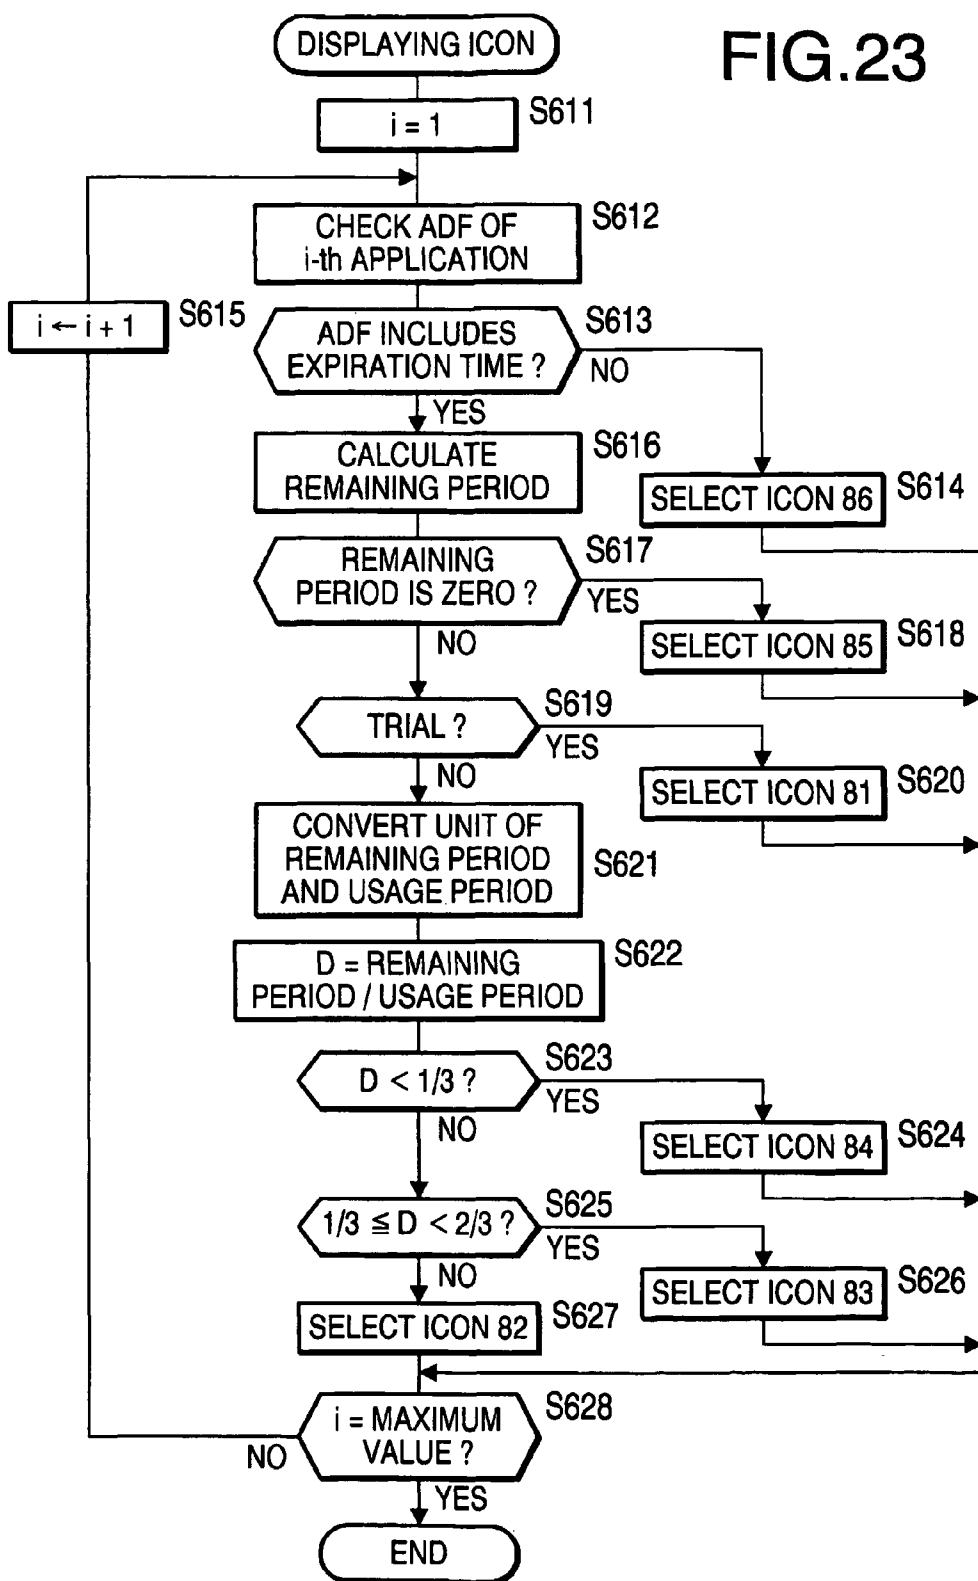 DISPLAYING ICON
FIG.23
i = 1
S611
CHECK ADF OF
i-th APPLICATION
S612
i ← i + 1
S615
ADF INCLUDES
EXPIRATION TIME ?
S613
NO
YES
CALCULATE
REMAINING PERIOD
S616
SELECT ICON 86
S614
REMAINING
PERIOD IS ZERO ?
S617
YES
NO
SELECT ICON 85
S618
TRIAL ?
S619
YES
NO
SELECT ICON 81
S620
CONVERT UNIT OF
REMAINING PERIOD
AND USAGE PERIOD
S621
D = REMAINING
PERIOD / USAGE PERIOD
S622
D < 1/3 ?
S623
YES
NO
SELECT ICON 84
S624
1/3 ≦ D < 2/3 ?
S625
YES
NO
SELECT ICON 83
S626
SELECT ICON 82
S627
i = MAXIMUM
VALUE ?
S628
NO
YES
END